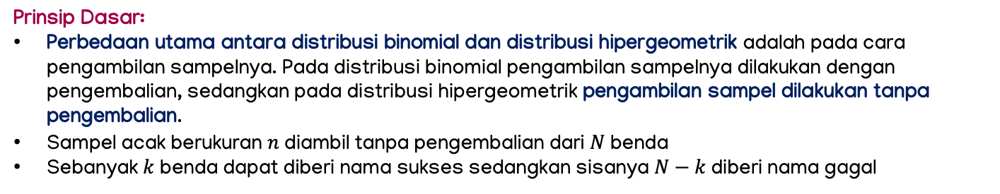 Prinsip Dasar:
• Perbedaan utama antara distribusi binomial dan distribusi hipergeometrik adalah pada cara
pengambilan sampelnya. Pada distribusi binomial pengambilan sampelnya dilakukan dengan
pengembalian, sedangkan pada distribusi hipergeometrik pengambilan sampel dilakukan tanpa
pengembalian.
• Sampel acak berukuran n diambil tanpa pengembalian dari N benda
• Sebanyak k benda dapat diberi nama sukses sedangkan sisanya N − k diberi nama gagal